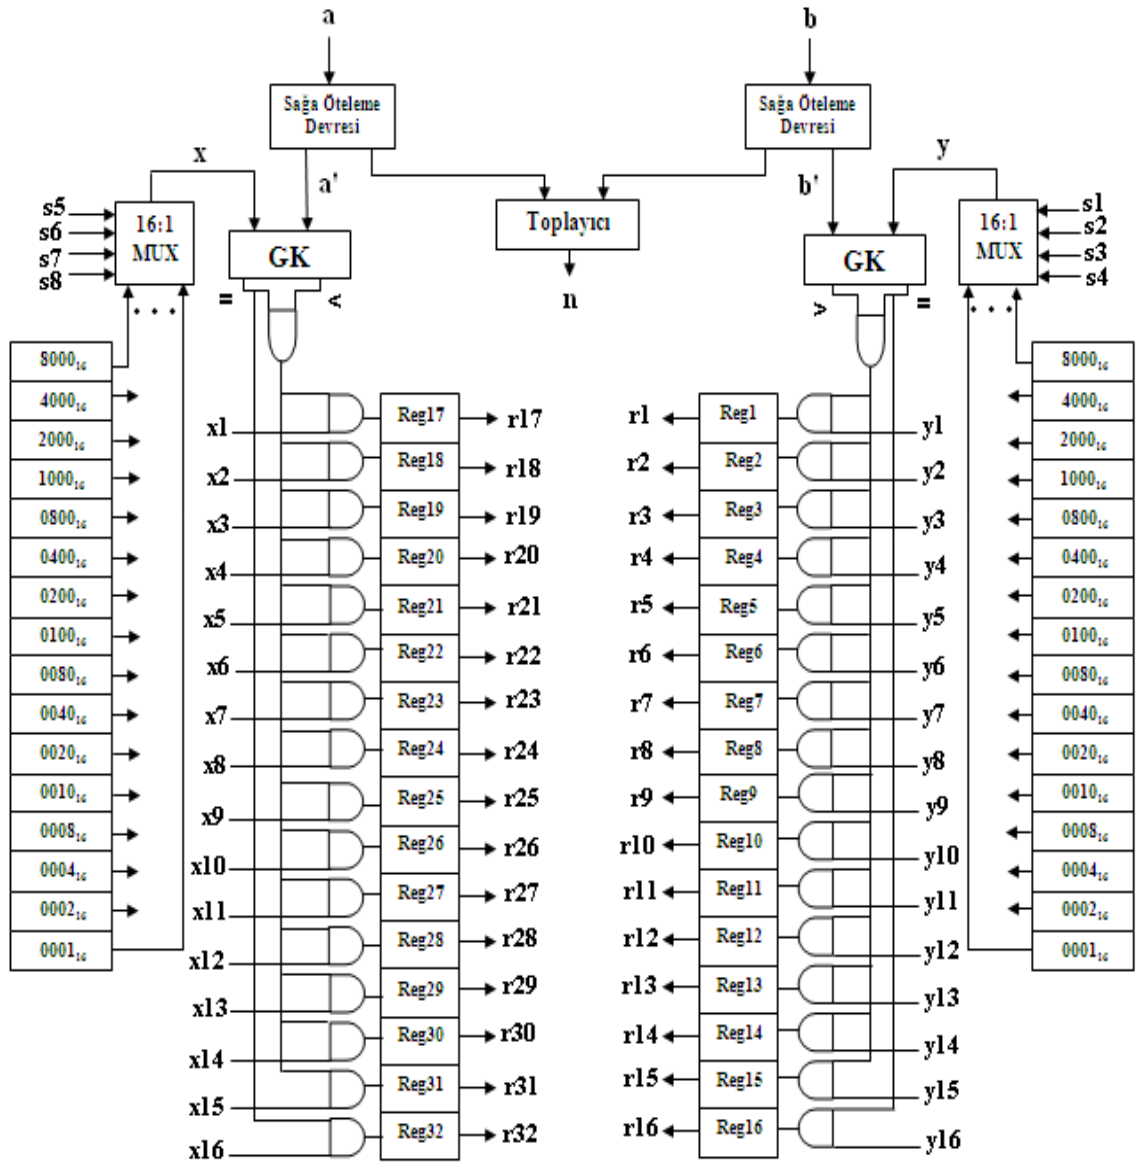 a
b
Sağa Öteleme
Devresi
Sağa Öteleme
Devresi
x
y
a'
b'
s5
s6
s7
s8
16:1
MUX
Toplayıcı
16:1
MUX
s1
s2
s3
s4
GK
GK
n
= <
> =
. . .
. . .
8000₁₆
4000₁₆
2000₁₆
1000₁₆
0800₁₆
0400₁₆
0200₁₆
0100₁₆
0080₁₆
0040₁₆
0020₁₆
0010₁₆
0008₁₆
0004₁₆
0002₁₆
0001₁₆
x1
x2
x3
x4
x5
x6
x7
x8
x9
x10
x11
x12
x13
x14
x15
x16
Reg17
Reg18
Reg19
Reg20
Reg21
Reg22
Reg23
Reg24
Reg25
Reg26
Reg27
Reg28
Reg29
Reg30
Reg31
Reg32
r17
r18
r19
r20
r21
r22
r23
r24
r25
r26
r27
r28
r29
r30
r31
r32
r1
r2
r3
r4
r5
r6
r7
r8
r9
r10
r11
r12
r13
r14
r15
r16
Reg1
Reg2
Reg3
Reg4
Reg5
Reg6
Reg7
Reg8
Reg9
Reg10
Reg11
Reg12
Reg13
Reg14
Reg15
Reg16
y1
y2
y3
y4
y5
y6
y7
y8
y9
y10
y11
y12
y13
y14
y15
y16
8000₁₆
4000₁₆
2000₁₆
1000₁₆
0800₁₆
0400₁₆
0200₁₆
0100₁₆
0080₁₆
0040₁₆
0020₁₆
0010₁₆
0008₁₆
0004₁₆
0002₁₆
0001₁₆